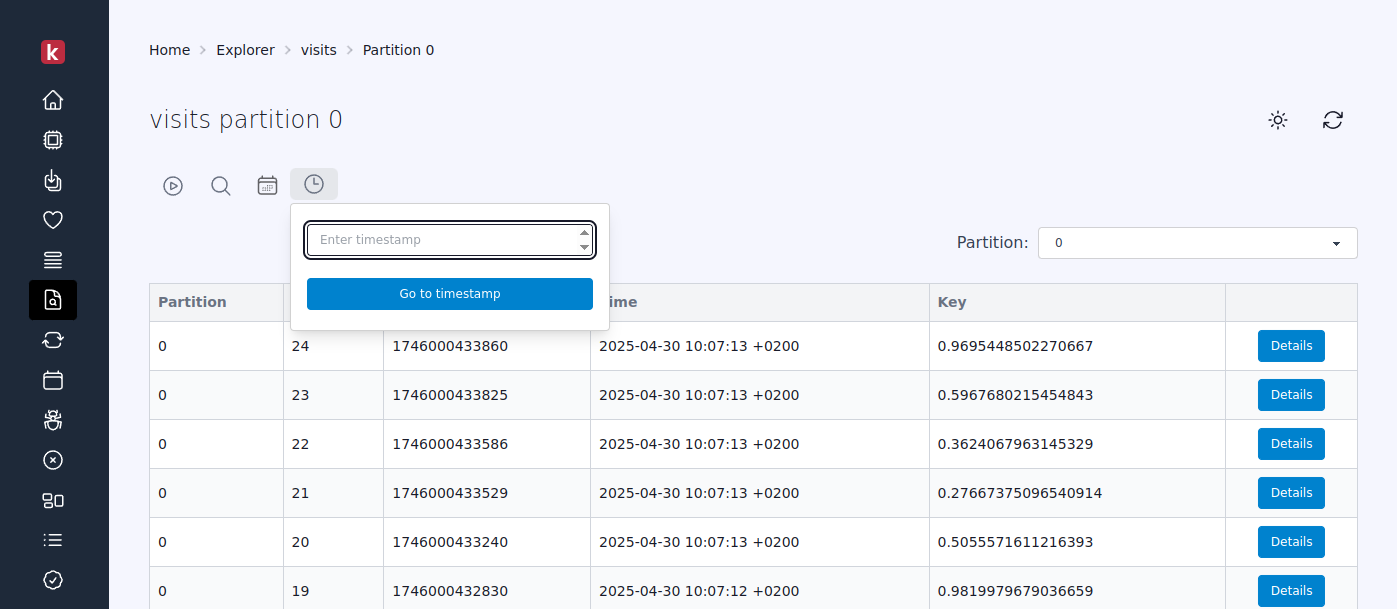 k
Home > Explorer > visits > Partition 0
visits partition 0
Enter timestamp
Go to timestamp
Partition: 0
Partition Key
0 24 1746000433860 2025-04-30 10:07:13 +0200 0.9695448502270667 Details
0 23 1746000433825 2025-04-30 10:07:13 +0200 0.5967680215454843 Details
0 22 1746000433586 2025-04-30 10:07:13 +0200 0.3624067963145329 Details
0 21 1746000433529 2025-04-30 10:07:13 +0200 0.27667375096540914 Details
0 20 1746000433240 2025-04-30 10:07:13 +0200 0.5055571611216393 Details
0 19 1746000432830 2025-04-30 10:07:12 +0200 0.9819979679036659 Details